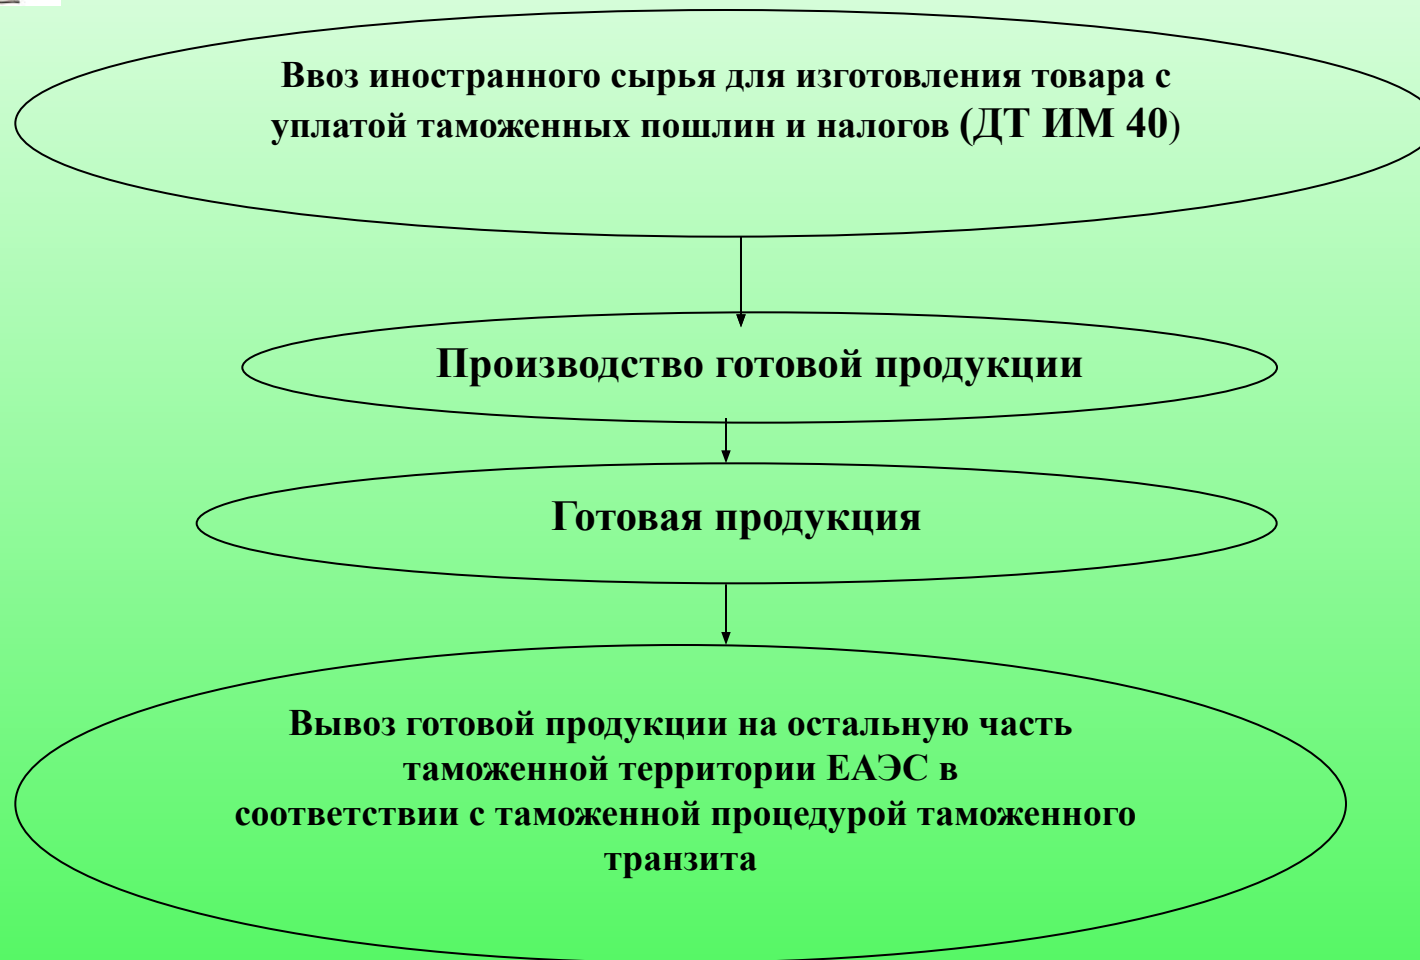 Ввоз иностранного сырья для изготовления товара с
уплатой таможенных пошлин и налогов (ДТ ИМ 40)
Производство готовой продукции
Готовая продукция
Вывоз готовой продукции на остальную часть
таможенной территории ЕАЭС в
соответствии с таможенной процедурой таможенного
транзита